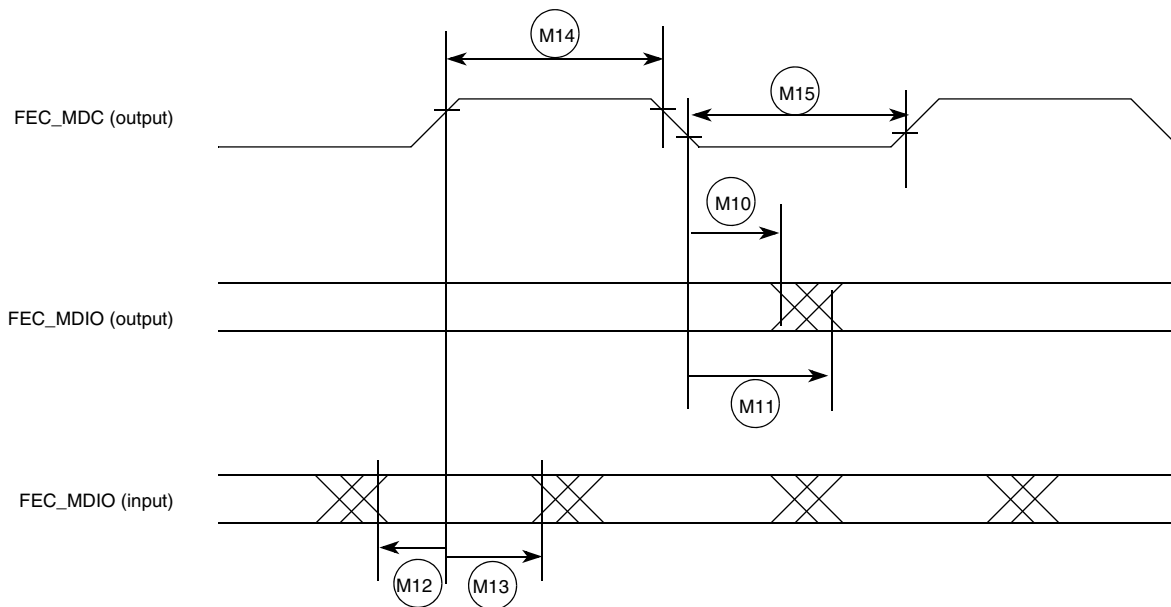 M14
M15
FEC_MDC (output)
M10
FEC_MDIO (output)
M11
FEC_MDIO (input)
M12
M13